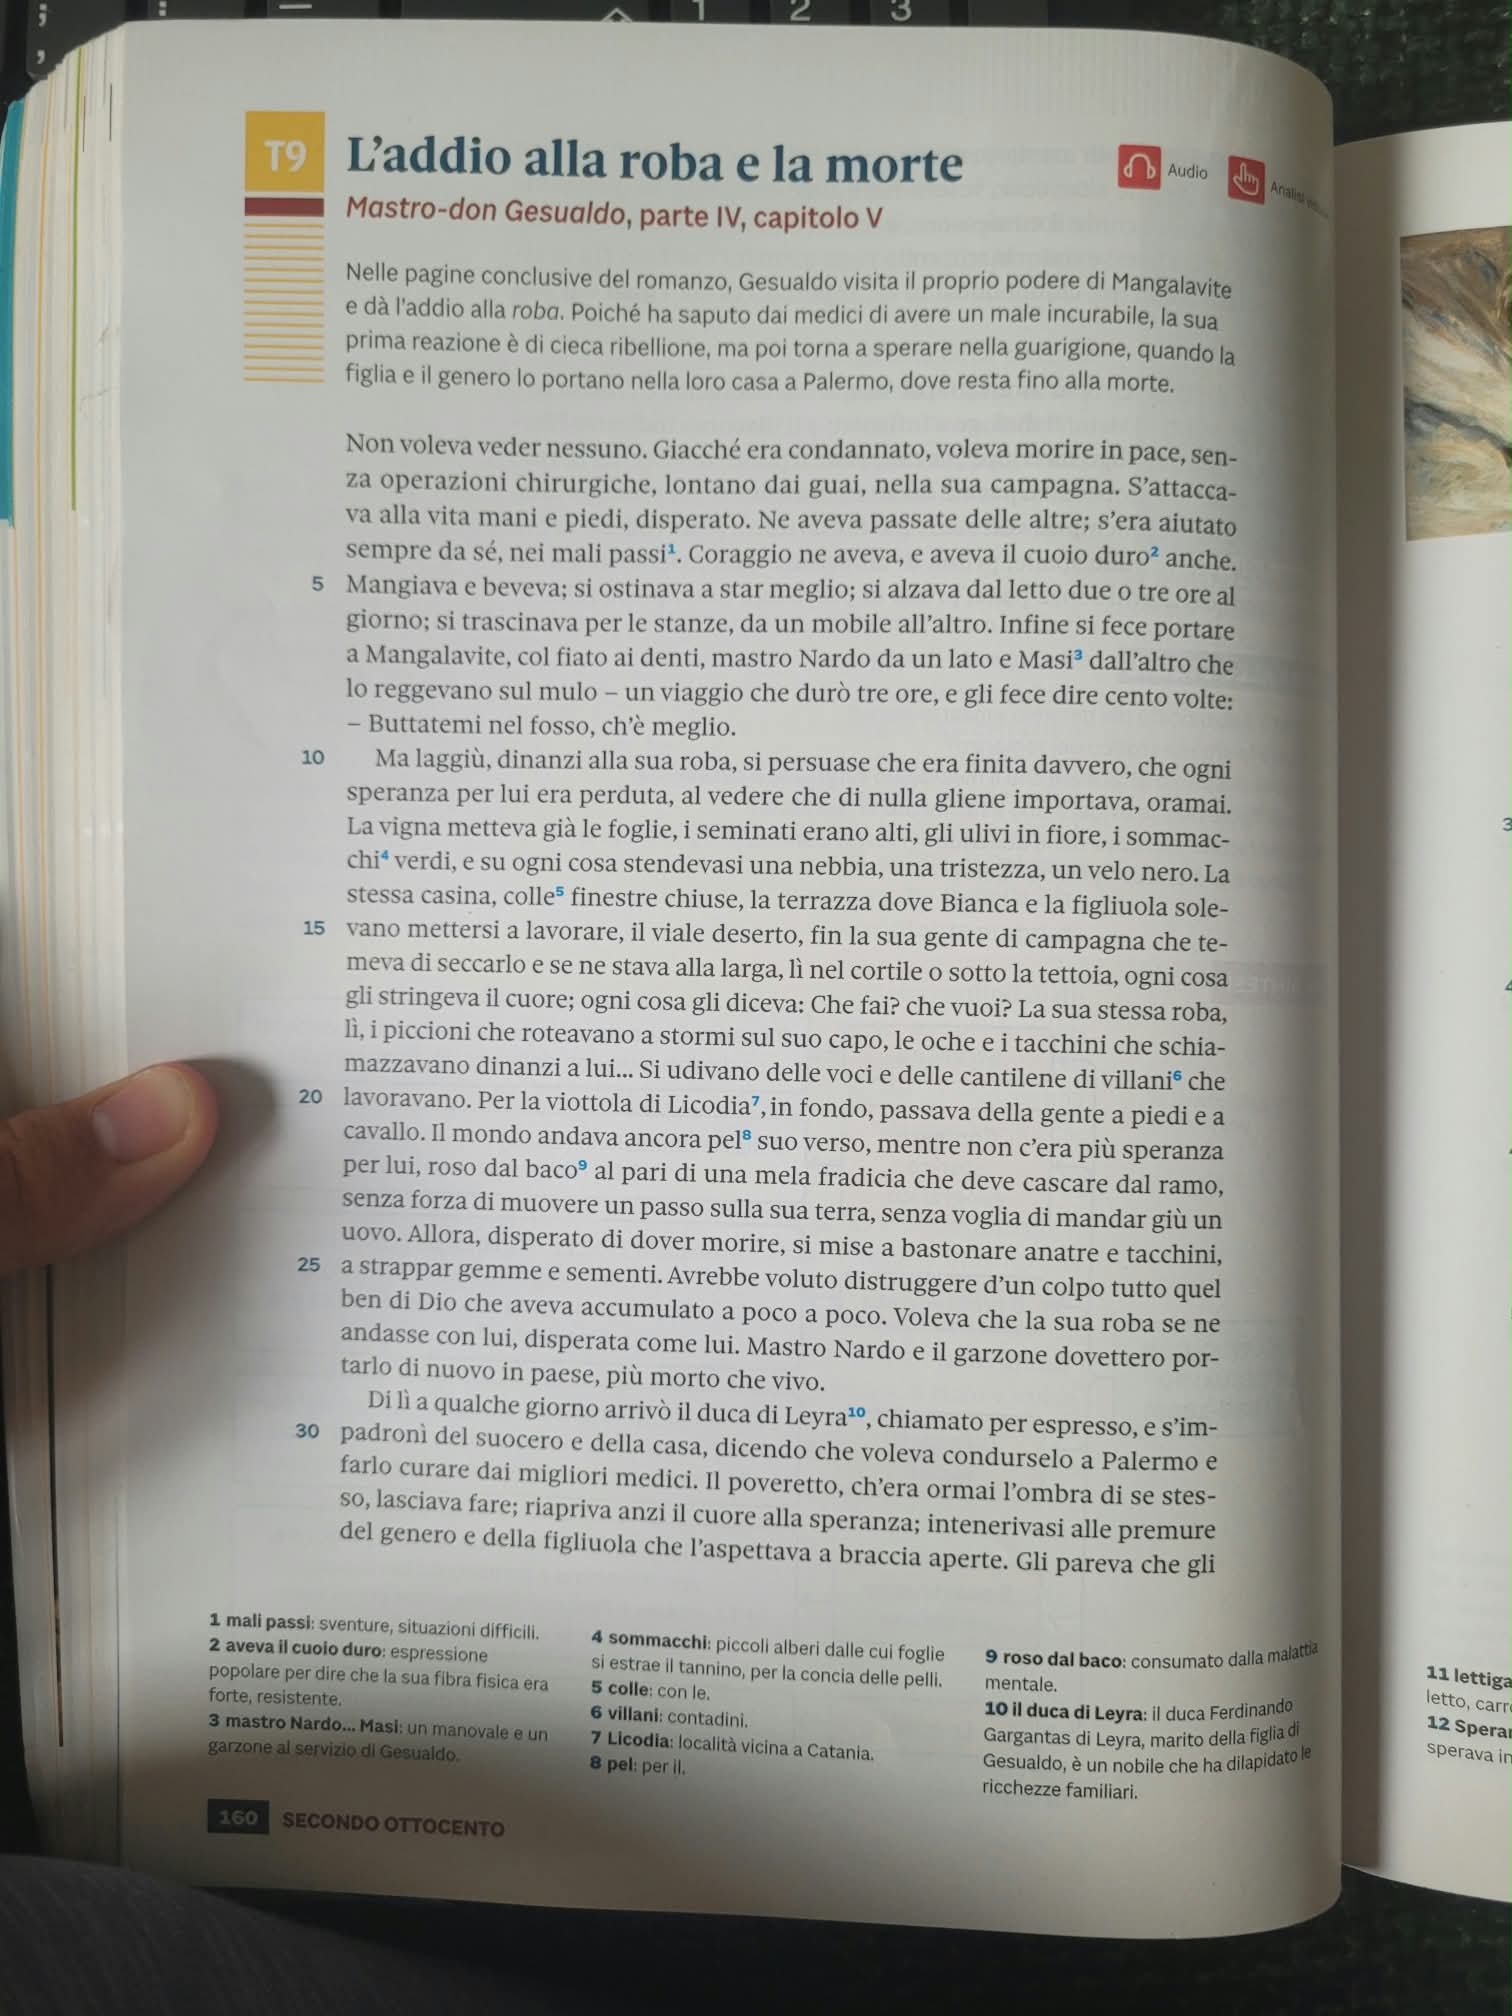 1
2
3
T9
L'addio alla roba e la morte
Audio
Mastro-don Gesualdo, parte IV, capitolo V
Nelle pagine conclusive del romanzo, Gesualdo visita il proprio podere di Mangalavite
e dà l'addio alla roba. Poiché ha saputo dai medici di avere un male incurabile, la sua
prima reazione è di cieca ribellione, ma poi torna a sperare nella guarigione, quando la
figlia e il genero lo portano nella loro casa a Palermo, dove resta fino alla morte.
Non voleva veder nessuno. Giacché era condannato, voleva morire in pace, sen-
za operazioni chirurgiche, lontano dai guai, nella sua campagna. S'attacca-
va alla vita mani e piedi, disperato. Ne aveva passate delle altre; s'era aiutato
sempre da sé, nei mali passi¹. Coraggio ne aveva, e aveva il cuoio duro² anche.
5 Mangiava e beveva; si ostinava a star meglio; si alzava dal letto due o tre ore al
giorno; si trascinava per le stanze, da un mobile all'altro. Infine si fece portare
a Mangalavite, col fiato ai denti, mastro Nardo da un lato e Masi³ dall'altro che
lo reggevano sul mulo – un viaggio che durò tre ore, e gli fece dire cento volte:
– Buttatemi nel fosso, ch'è meglio.
10 Ma laggiù, dinanzi alla sua roba, si persuase che era finita davvero, che ogni
speranza per lui era perduta, al vedere che di nulla gliene importava, oramai.
La vigna metteva già le foglie, i seminati erano alti, gli ulivi in fiore, i sommac-
chi⁴ verdi, e su ogni cosa stendevasi una nebbia, una tristezza, un velo nero. La
stessa casina, colle⁵ finestre chiuse, la terrazza dove Bianca e la figliuola sole-
15 vano mettersi a lavorare, il viale deserto, fin la sua gente di campagna che te-
meva di seccarlo e se ne stava alla larga, lì nel cortile o sotto la tettoia, ogni cosa
gli stringeva il cuore; ogni cosa gli diceva: Che fai? che vuoi? La sua stessa roba,
lì, i piccioni che roteavano a stormi sul suo capo, le oche e i tacchini che schia-
mazzavano dinanzi a lui... Si udivano delle voci e delle cantilene di villani⁶ che
20 lavoravano. Per la viottola di Licodia⁷, in fondo, passava della gente a piedi e a
cavallo. Il mondo andava ancora pel⁸ suo verso, mentre non c'era più speranza
per lui, roso dal baco⁹ al pari di una mela fradicia che deve cascare dal ramo,
senza forza di muovere un passo sulla sua terra, senza voglia di mandar giù un
uovo. Allora, disperato di dover morire, si mise a bastonare anatre e tacchini,
25 a strappar gemme e sementi. Avrebbe voluto distruggere d'un colpo tutto quel
ben di Dio che aveva accumulato a poco a poco. Voleva che la sua roba se ne
andasse con lui, disperata come lui. Mastro Nardo e il garzone dovettero por-
tarlo di nuovo in paese, più morto che vivo.
Di lì a qualche giorno arrivò il duca di Leyra¹⁰, chiamato per espresso, e s'im-
30 padronì del suocero e della casa, dicendo che voleva condurselo a Palermo e
farlo curare dai migliori medici. Il poveretto, ch'era ormai l'ombra di se stes-
so, lasciava fare; riapriva anzi il cuore alla speranza; intenerivasi alle premure
del genero e della figliuola che l'aspettava a braccia aperte. Gli pareva che gli
1 mali passi: sventure, situazioni difficili.
2 aveva il cuoio duro: espressione
popolare per dire che la sua fibra fisica era
forte, resistente.
3 mastro Nardo... Masi: un manovale e un
garzone al servizio di Gesualdo.
4 sommacchi: piccoli alberi dalle cui foglie
si estrae il tannino, per la concia delle pelli.
5 colle: con le.
6 villani: contadini.
7 Licodia: località vicina a Catania.
8 pel: per il.
9 roso dal baco: consumato dalla malattia
mentale.
10 il duca di Leyra: il duca Ferdinando
Gargantas di Leyra, marito della figlia di
Gesualdo, è un nobile che ha dilapidato le
ricchezze familiari.
160 SECONDO OTTOCENTO
11 lettiga
letto, carr
12 Spera
sperava in